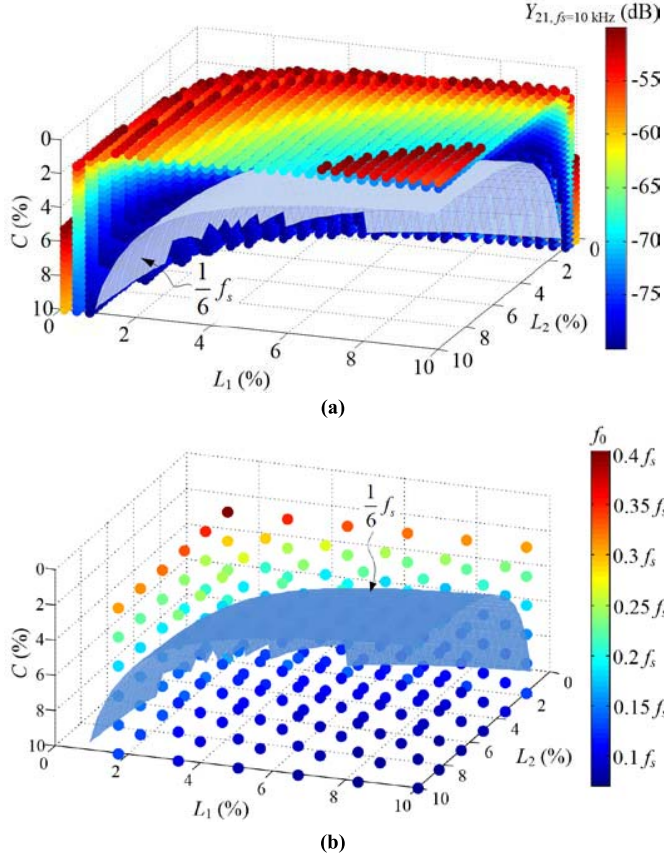 Y21, fs=10 kHz (dB)
-55
-60
-65
-70
-75
0
2
4
6
8
10
C (%)
1/6 fs
0
2
4
6
8
10
L1 (%)
0
2
4
6
8
10
L2 (%)
(a)
f0
0.4 fs
0.35 fs
0.3 fs
0.25 fs
0.2 fs
0.15 fs
0.1 fs
1/6 fs
0
2
4
6
8
10
C (%)
0
2
4
6
8
10
L1 (%)
0
2
4
6
8
10
L2 (%)
(b)